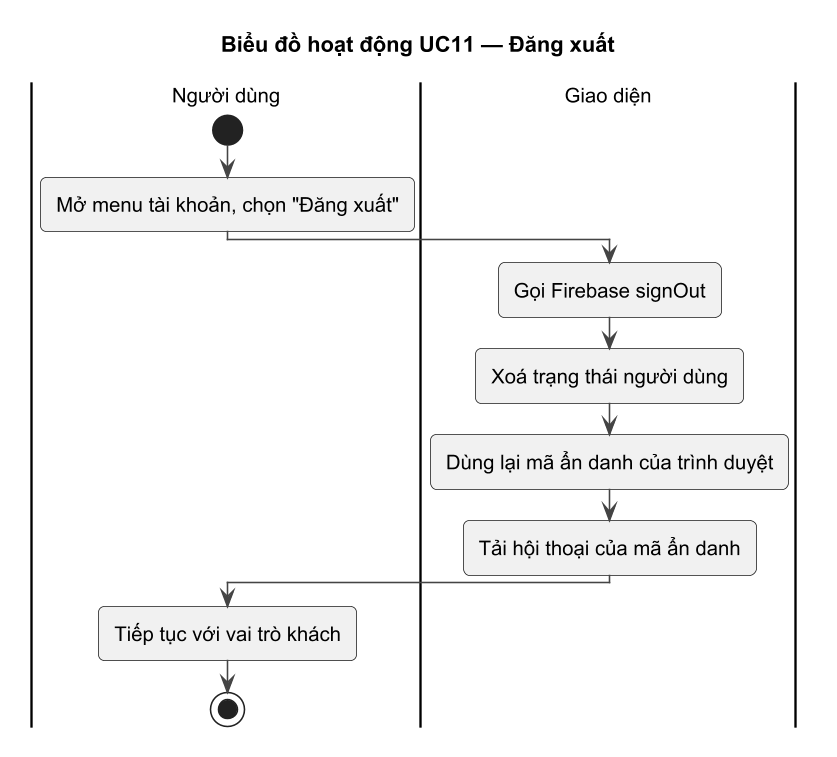 Biểu đồ hoạt động UC11 — Đăng xuất
Người dùng
Giao diện
Mở menu tài khoản, chọn "Đăng xuất"
Gọi Firebase signOut
Xoá trạng thái người dùng
Dùng lại mã ẩn danh của trình duyệt
Tải hội thoại của mã ẩn danh
Tiếp tục với vai trò khách